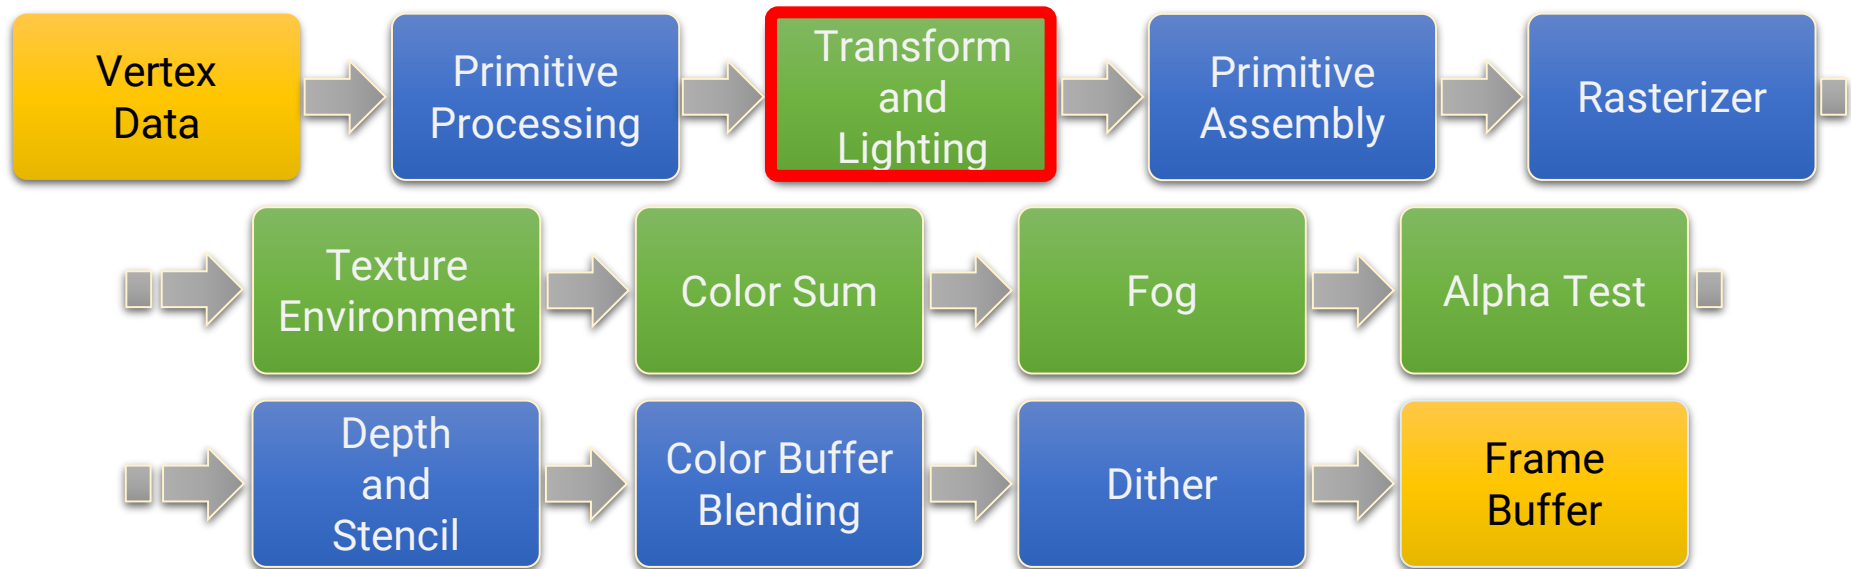 Vertex
Data
Primitive
Processing
Transform
and
Lighting
Primitive
Assembly
Rasterizer
Texture
Environment
Color Sum
Fog
Alpha Test
Depth
and
Stencil
Color Buffer
Blending
Dither
Frame
Buffer